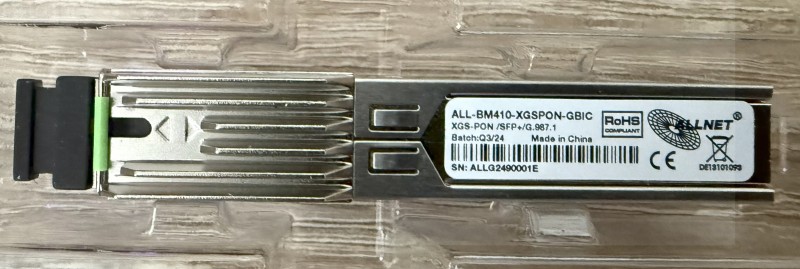 ALL-BM410-XGSPON-GBIC
XGS-PON /SFP+/G.987.1
Batch:Q3/24 Made in China
SN: ALLG2490001E
RoHS
COMPLIANT
ALLNET®
CE
DE13101093